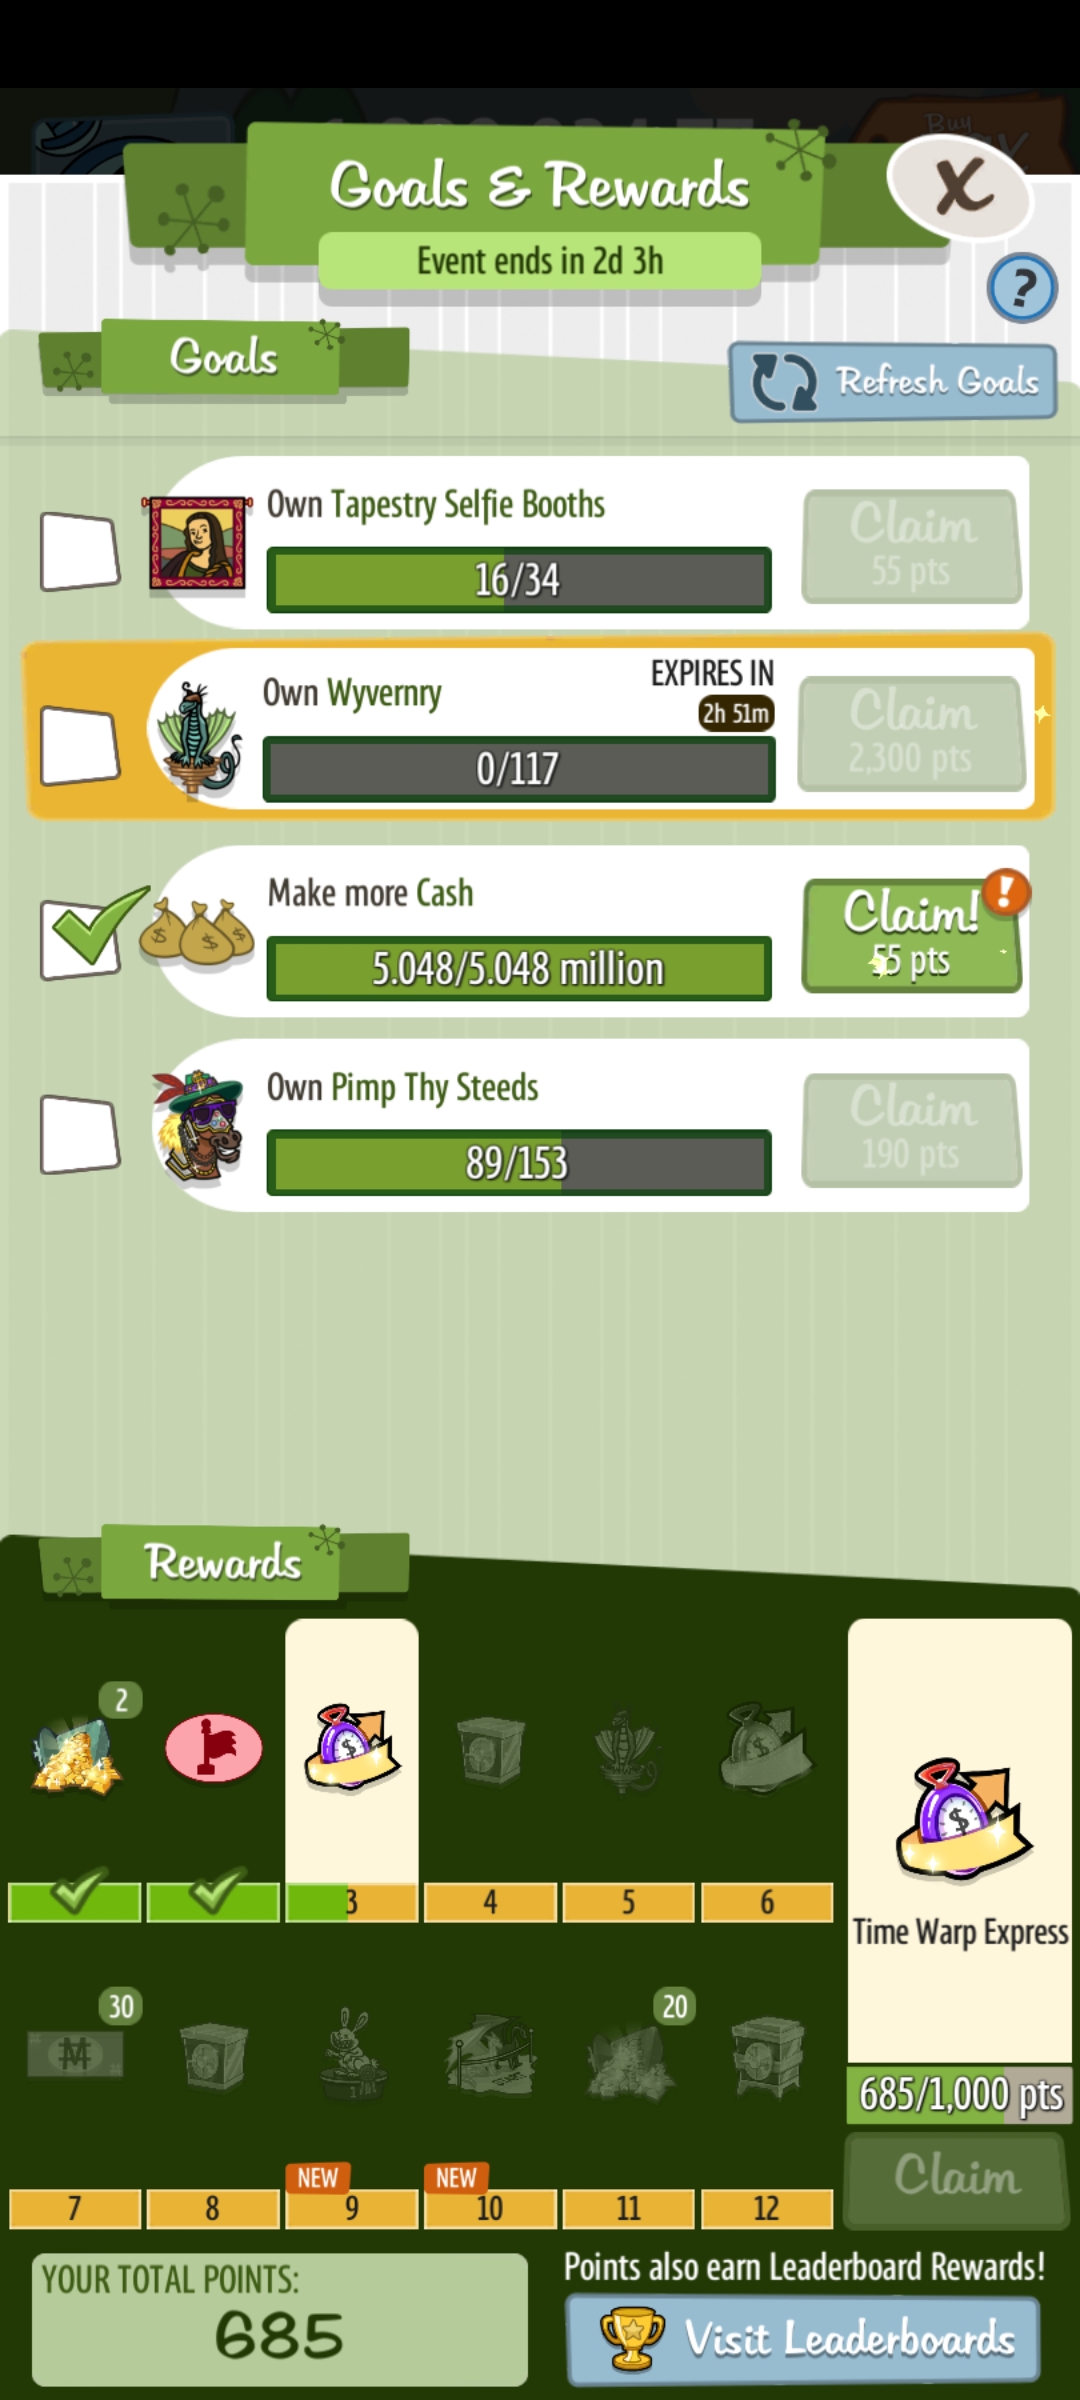 Buy
Goals & Rewards
X
Event ends in 2d 3h
?
Goals
Refresh Goals
Own Tapestry Selfie Booths
16/34
Claim
55 pts
Own Wyvernry
EXPIRES IN
2h 51m
0/117
Claim
2,300 pts
Make more Cash
5.048/5.048 million
Claim!
!
55 pts
Own Pimp Thy Steeds
89/153
Claim
190 pts
Rewards
2
3
4
5
6
Time Warp Express
30
20
685/1,000 pts
Claim
NEW
NEW
7
8
9
10
11
12
YOUR TOTAL POINTS:
685
Points also earn Leaderboard Rewards!
Visit Leaderboards